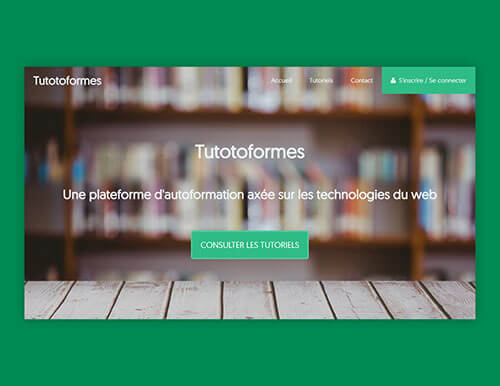 Tutotoformes
Accueil Tutoriels Contact S'inscrire / Se connecter
Tutotoformes
Une plateforme d'autoformation axée sur les technologies du web
CONSULTER LES TUTORIELS